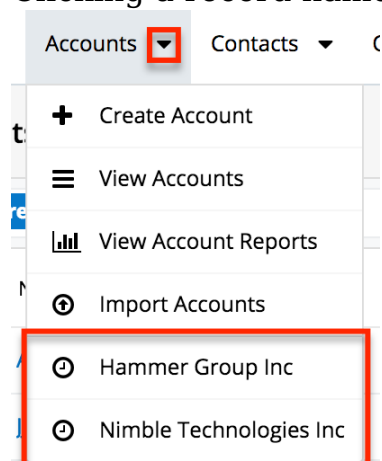 Accounts Contacts
Create Account
View Accounts
View Account Reports
Import Accounts
Hammer Group Inc
Nimble Technologies Inc